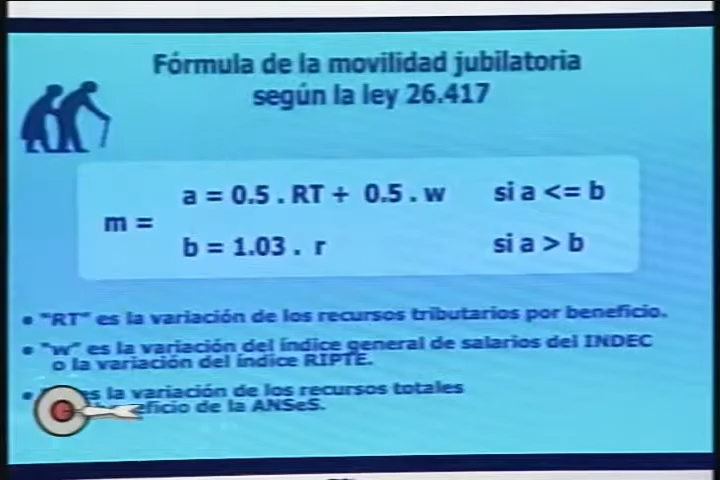 Fórmula de la movilidad jubilatoria
según la ley 26.417
a = 0.5 . RT + 0.5 . w si a <= b
m =
b = 1.03 . r si a > b
• "RT" es la variación de los recursos tributarios por beneficio.
• "w" es la variación del índice general de salarios del INDEC
o la variación del índice RIPTE.
• es la variación de los recursos totales
de la ANSeS.